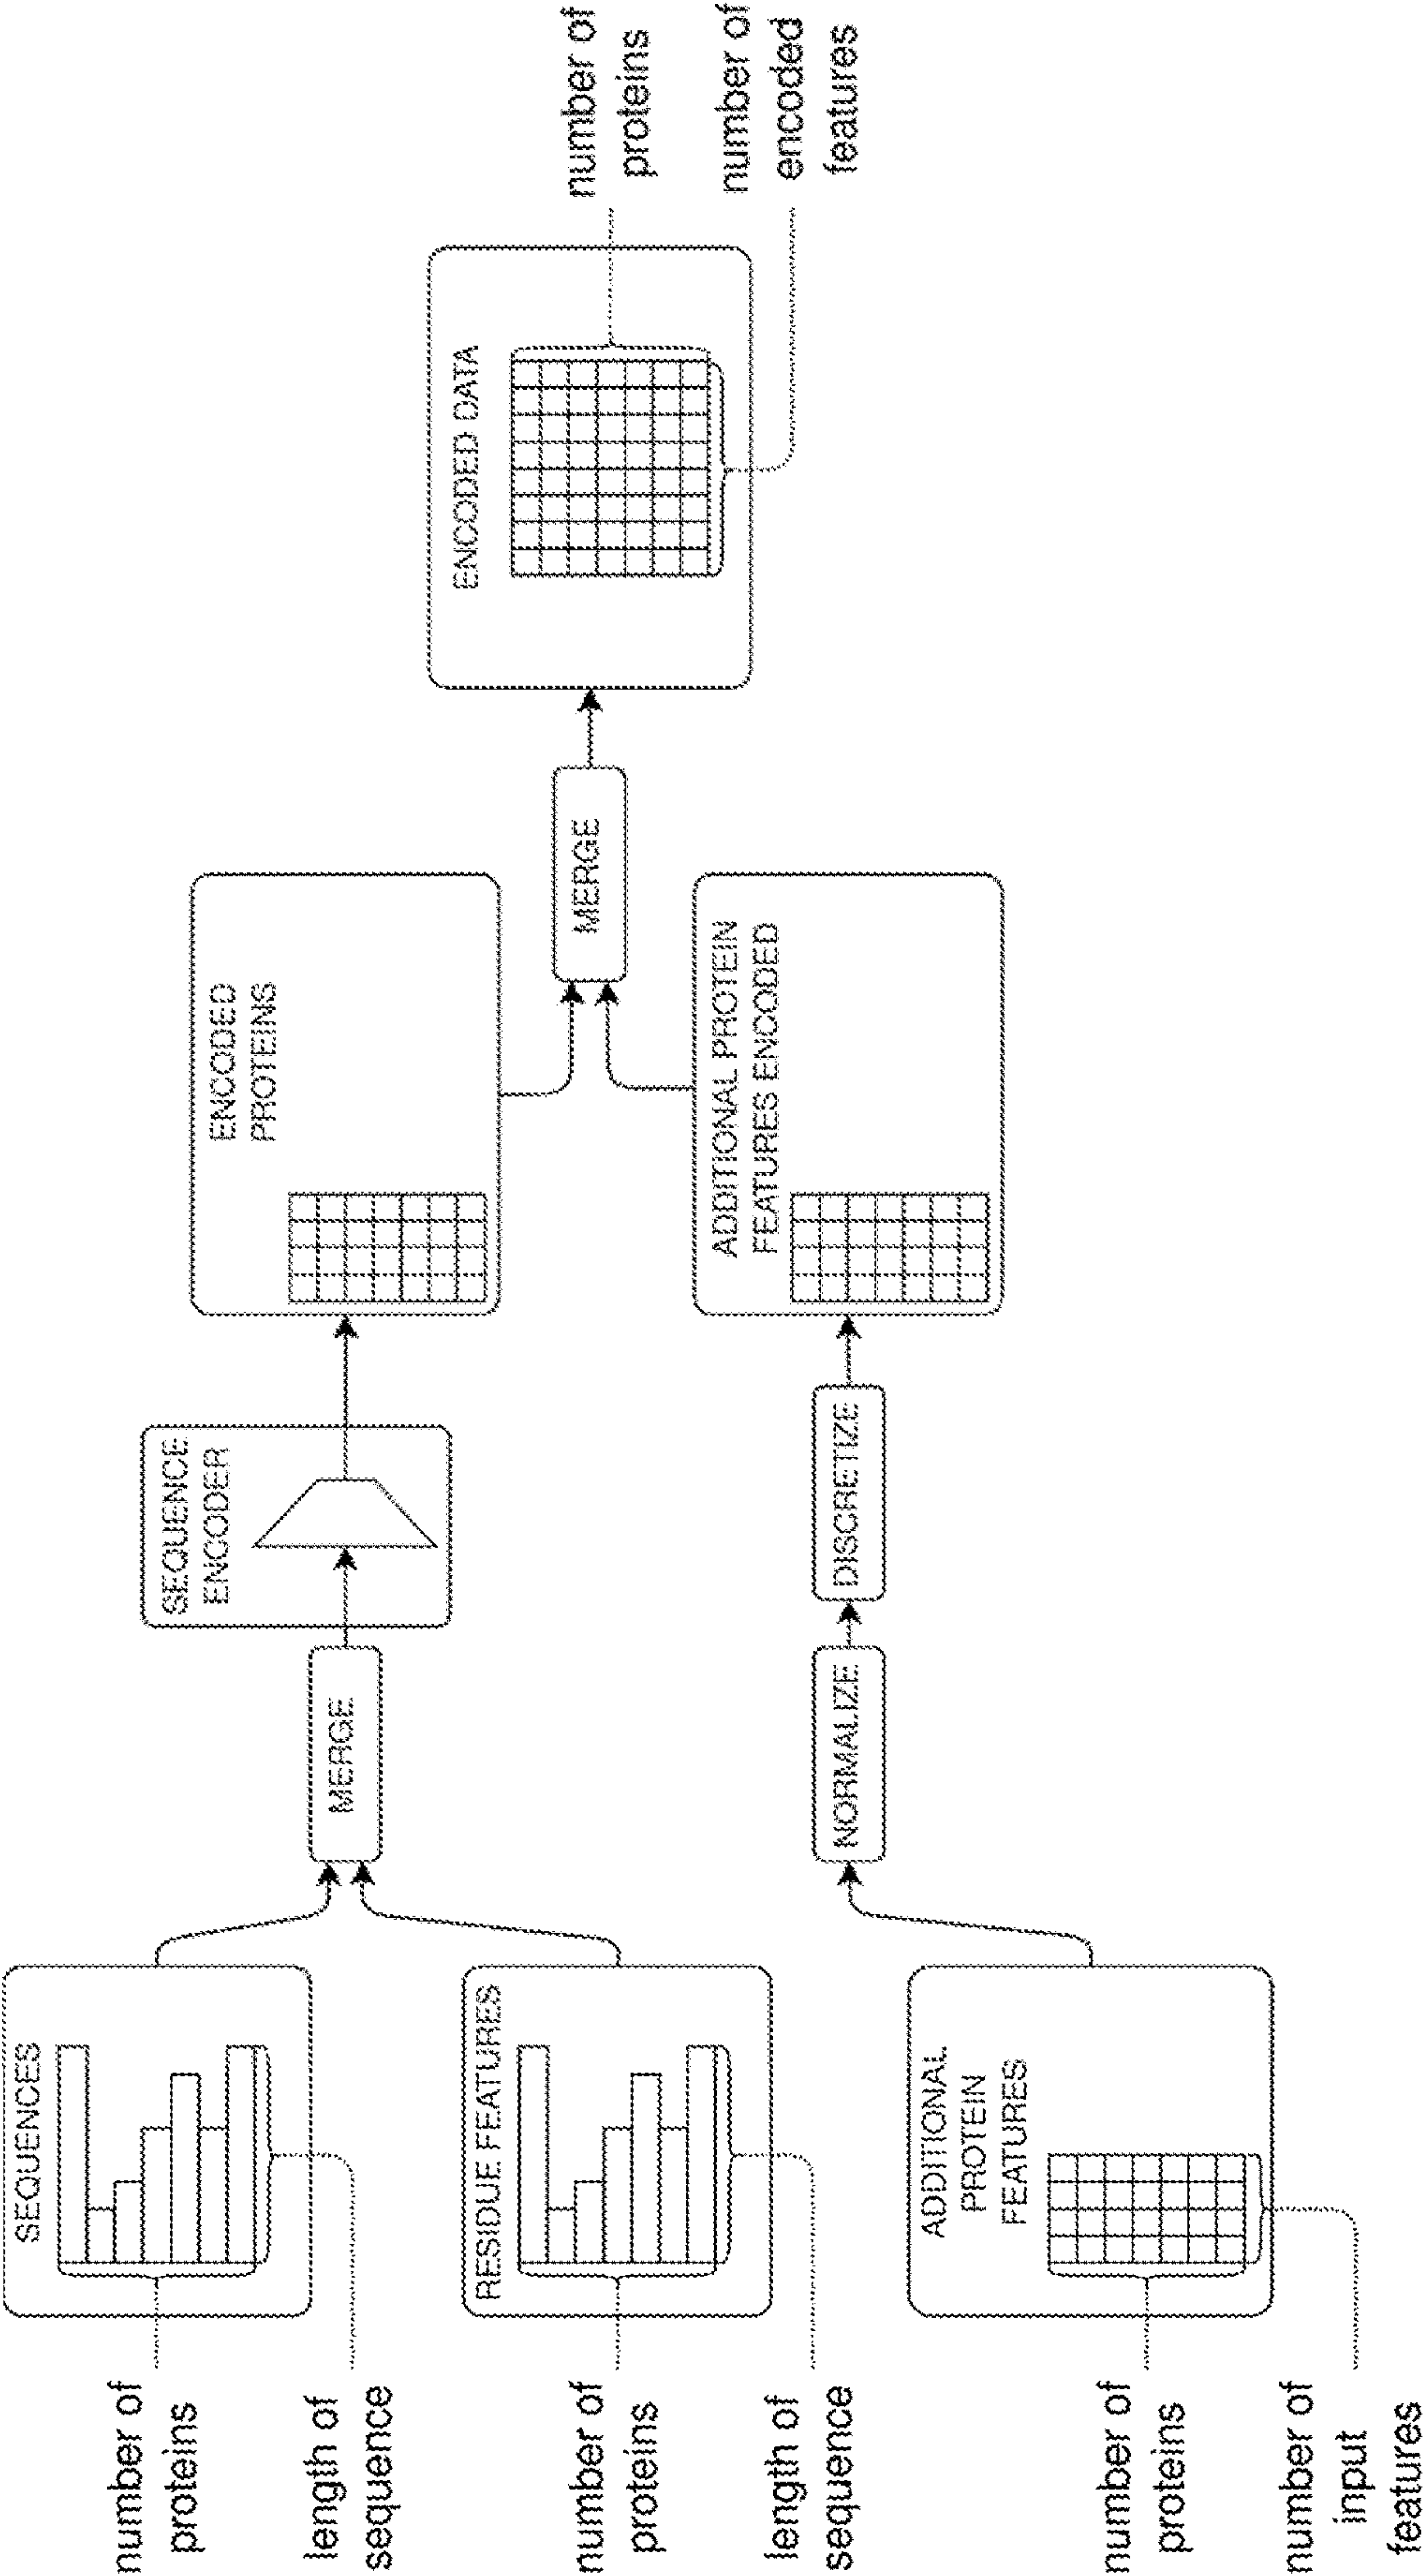 number of
proteins
length of
sequence
SEQUENCES
number of
proteins
length of
sequence
RESIDUE FEATURES
number of
proteins
number of
input
features
ADDITIONAL
PROTEIN
FEATURES
MERGE
SEQUENCE
ENCODER
NORMALIZE
DISCRETIZE
ENCODED
PROTEINS
ADDITIONAL PROTEIN
FEATURES ENCODED
MERGE
ENCODED DATA
number of
proteins
number of
encoded
features